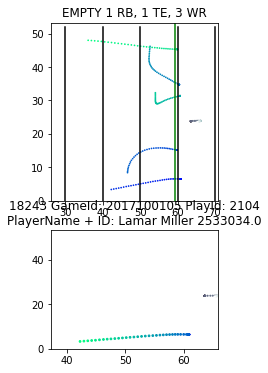 EMPTY 1 RB, 1 TE, 3 WR
50
40
30
20
10
0
30 40 50 60 70
18243 GameId: 2017100105 PlayId: 2104
PlayerName + ID: Lamar Miller 2533034.0
40
20
0
40 50 60